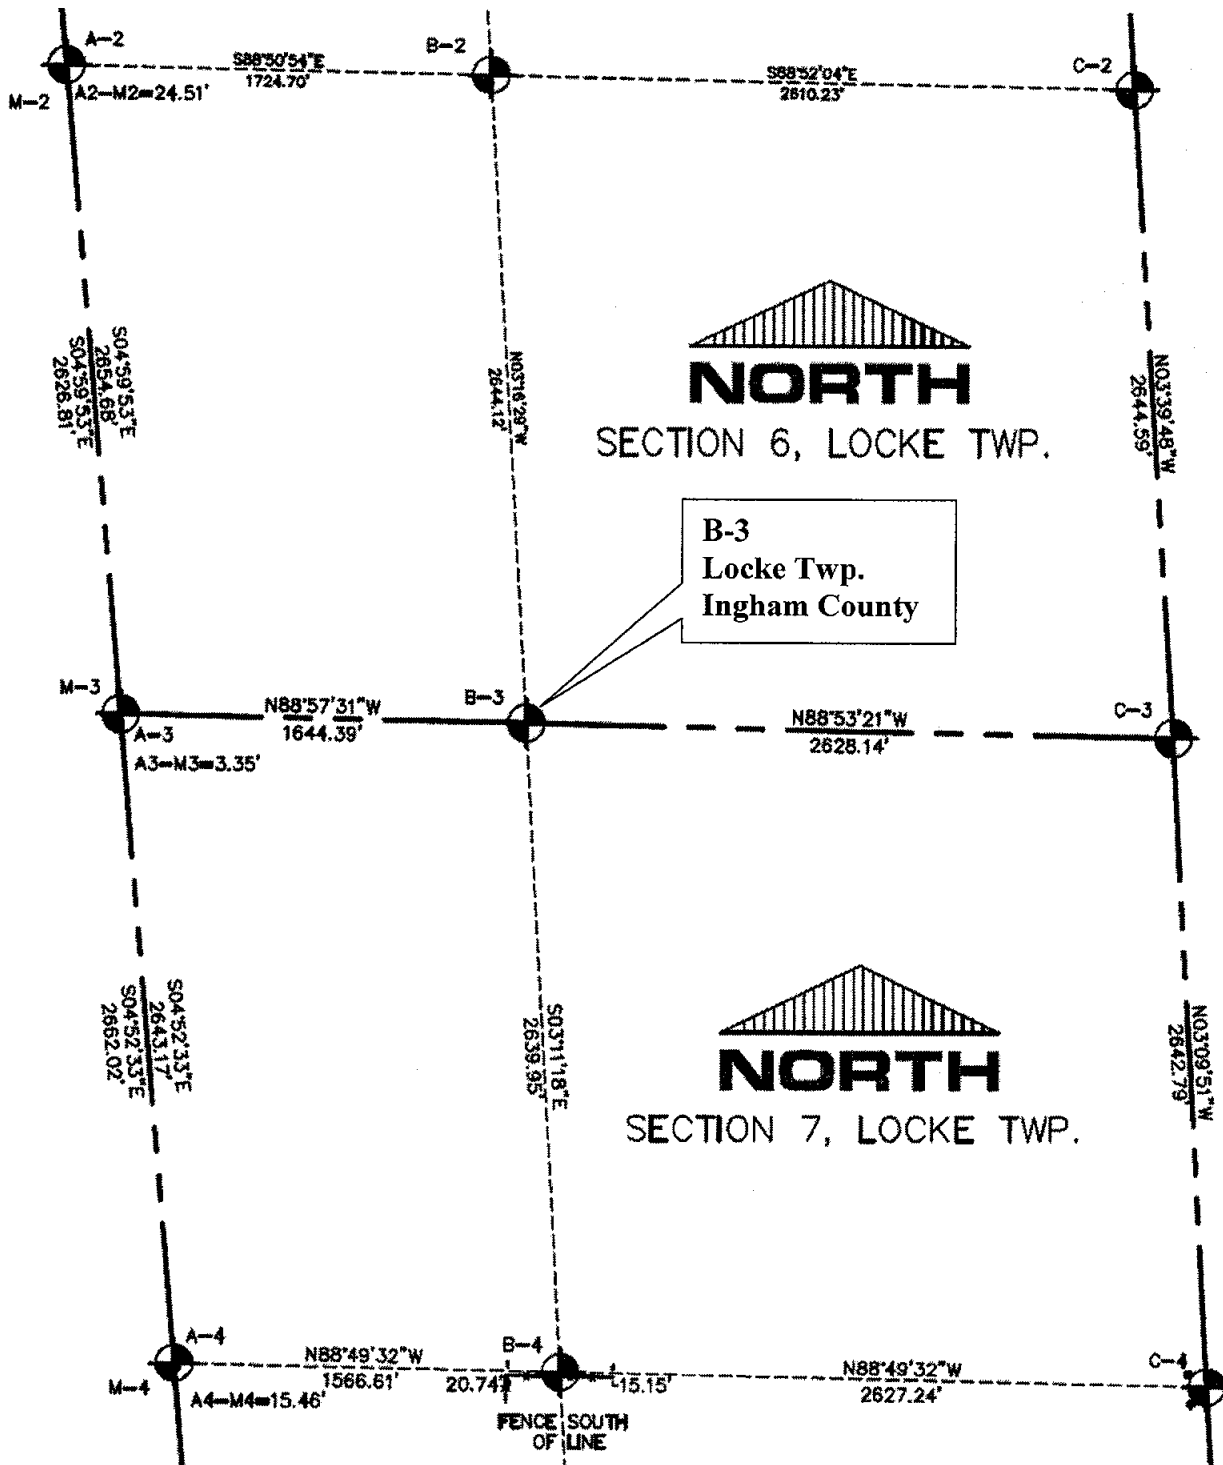 A-2
B-2
C-2
S88°50'54"E
1724.70'
S88°52'04"E
2610.23'
M-2
A2-M2=24.51'
S04°59'53"E
2654.68'
S04°59'53"E
2626.81'
N03°16'29"W
2644.12'
N03°39'48"W
2644.59'
NORTH
SECTION 6, LOCKE TWP.
B-3
Locke Twp.
Ingham County
M-3
N88°57'31"W
1644.39'
B-3
N88°53'21"W
2628.14'
C-3
A-3
A3-M3=3.35'
S04°52'33"E
2643.17'
S04°52'33"E
2662.02'
S03°11'18"E
2639.95'
N03°09'51"W
2642.79'
NORTH
SECTION 7, LOCKE TWP.
A-4
N88°49'32"W
1566.61'
B-4
N88°49'32"W
2627.24'
C-4
M-4
A4-M4=15.46'
20.74'
15.15'
FENCE SOUTH
OF LINE